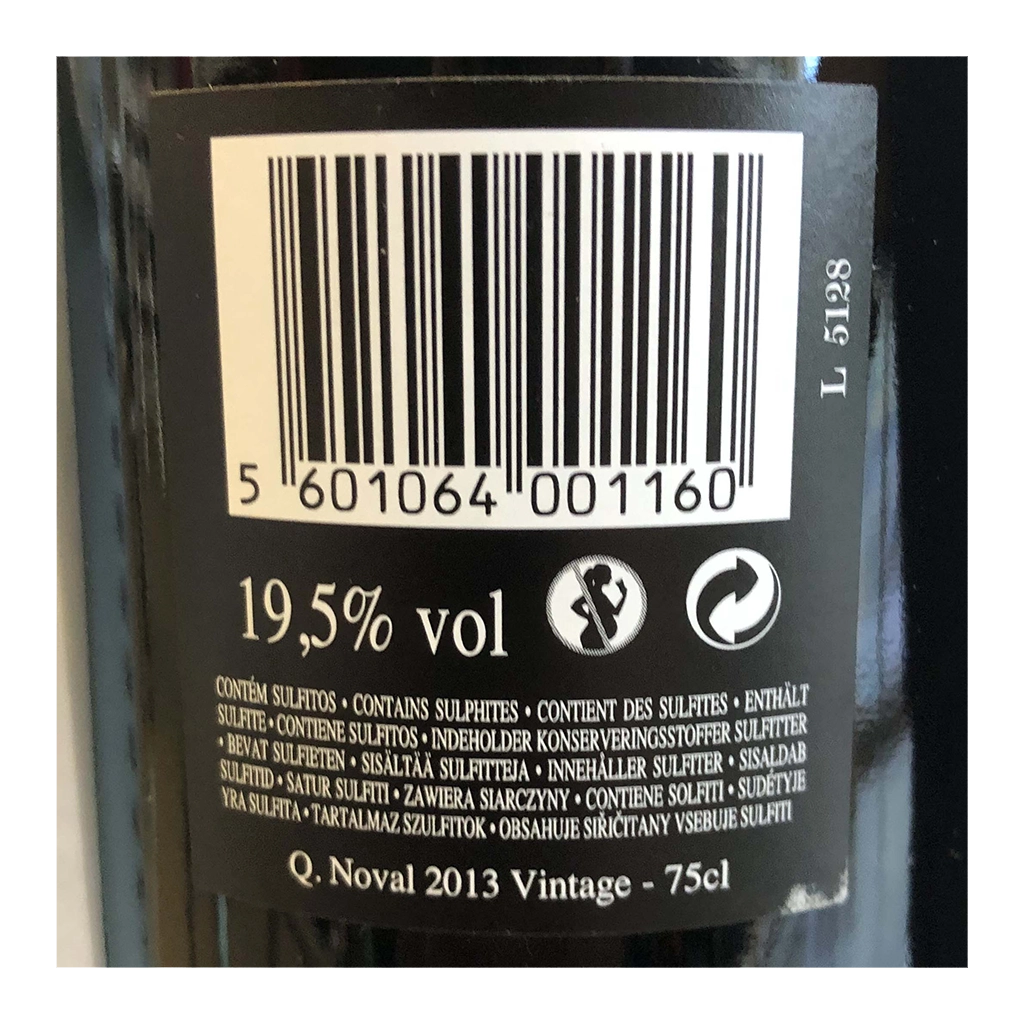 5 601064 001160
L 5128
19,5% vol
CONTÉM SULFITOS • CONTAINS SULPHITES • CONTIENT DES SULFITES • ENTHÄLT
SULFITE • CONTIENE SULFITOS • INDEHOLDER KONSERVERINGSSTOFFER SULFITTER
• BEVAT SULFIETEN • SISÄLTÄÄ SULFITTEJA • INNEHÅLLER SULFITER • SISALDAB
SULFITID • SATUR SULFITI • ZAWIERA SIARCZYNY • CONTIENE SOLFITI • SUDĖTYJE
YRA SULFITA • TARTALMAZ SZULFITOK • OBSAHUJE SIŘIČITANY VSEBUJE SULFITI
Q. Noval 2013 Vintage - 75cl